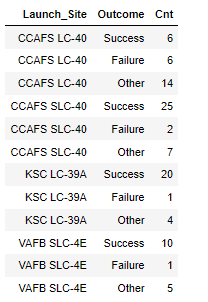 Launch_Site Outcome Cnt
CCAFS LC-40 Success 6
CCAFS LC-40 Failure 6
CCAFS LC-40 Other 14
CCAFS SLC-40 Success 25
CCAFS SLC-40 Failure 2
CCAFS SLC-40 Other 7
KSC LC-39A Success 20
KSC LC-39A Failure 1
KSC LC-39A Other 4
VAFB SLC-4E Success 10
VAFB SLC-4E Failure 1
VAFB SLC-4E Other 5